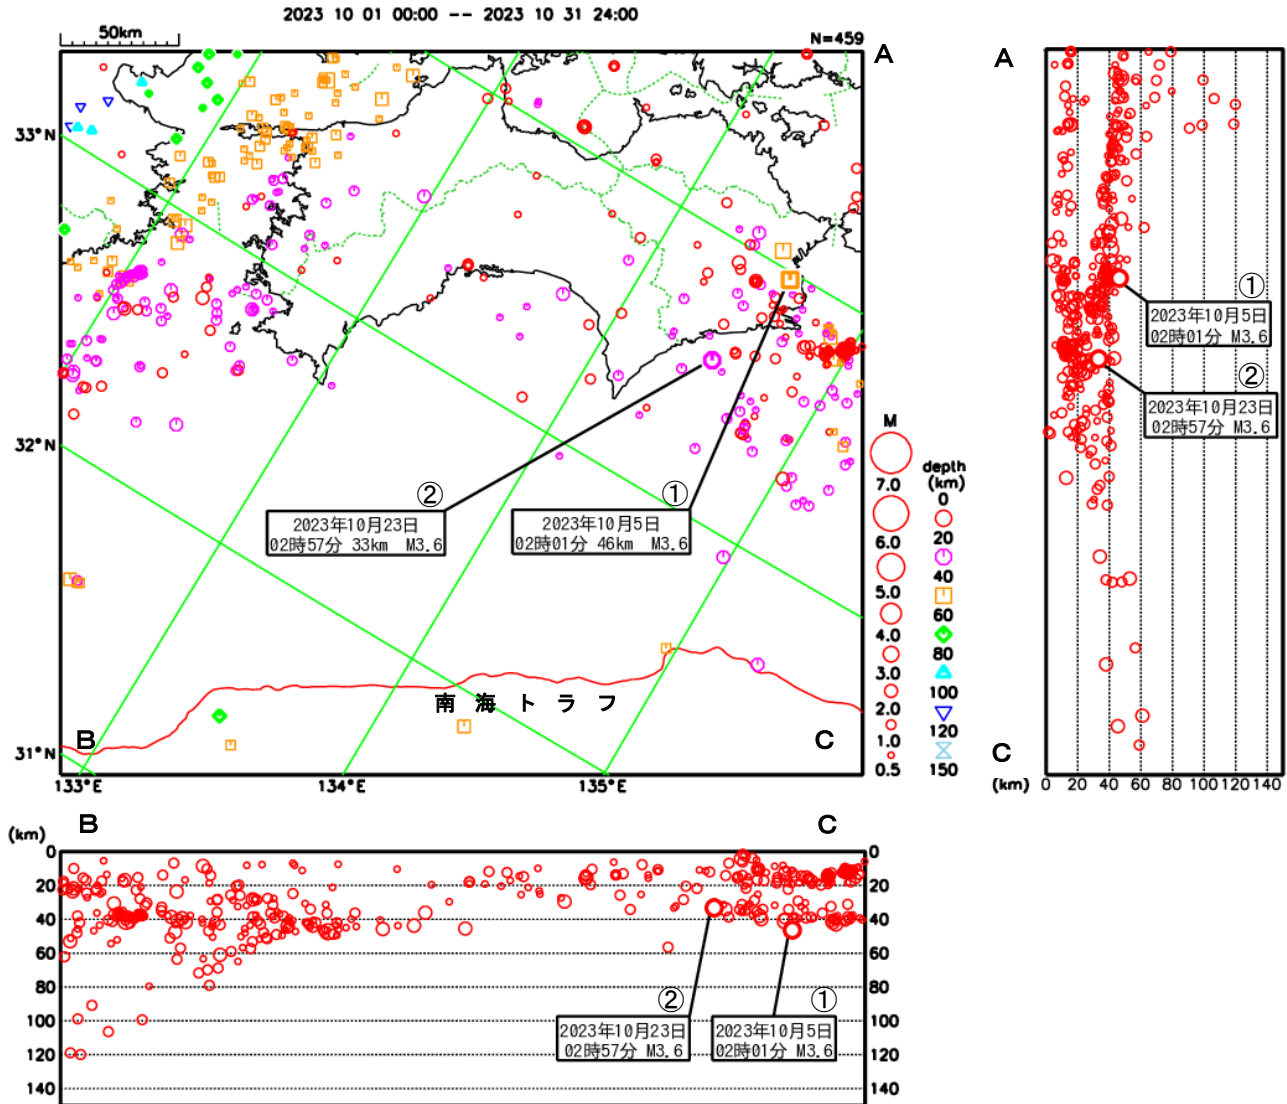 2023 10 01 00:00 -- 2023 10 31 24:00
50km
N=459
A
33°N
32°N
31°N
133°E
134°E
135°E
B
C
南海トラフ
②
2023年10月23日
02時57分 33km M3.6
①
2023年10月5日
02時01分 46km M3.6
M
7.0
6.0
5.0
4.0
3.0
2.0
1.0
0.5
depth
(km)
0
20
40
60
80
100
120
150
A
①
2023年10月5日
02時01分 M3.6
②
2023年10月23日
02時57分 M3.6
C
(km) 0 20 40 60 80 100 120 140
B
C
(km)
0
20
40
60
80
100
120
140
0
20
40
60
80
100
120
140
②
2023年10月23日
02時57分 M3.6
①
2023年10月5日
02時01分 M3.6